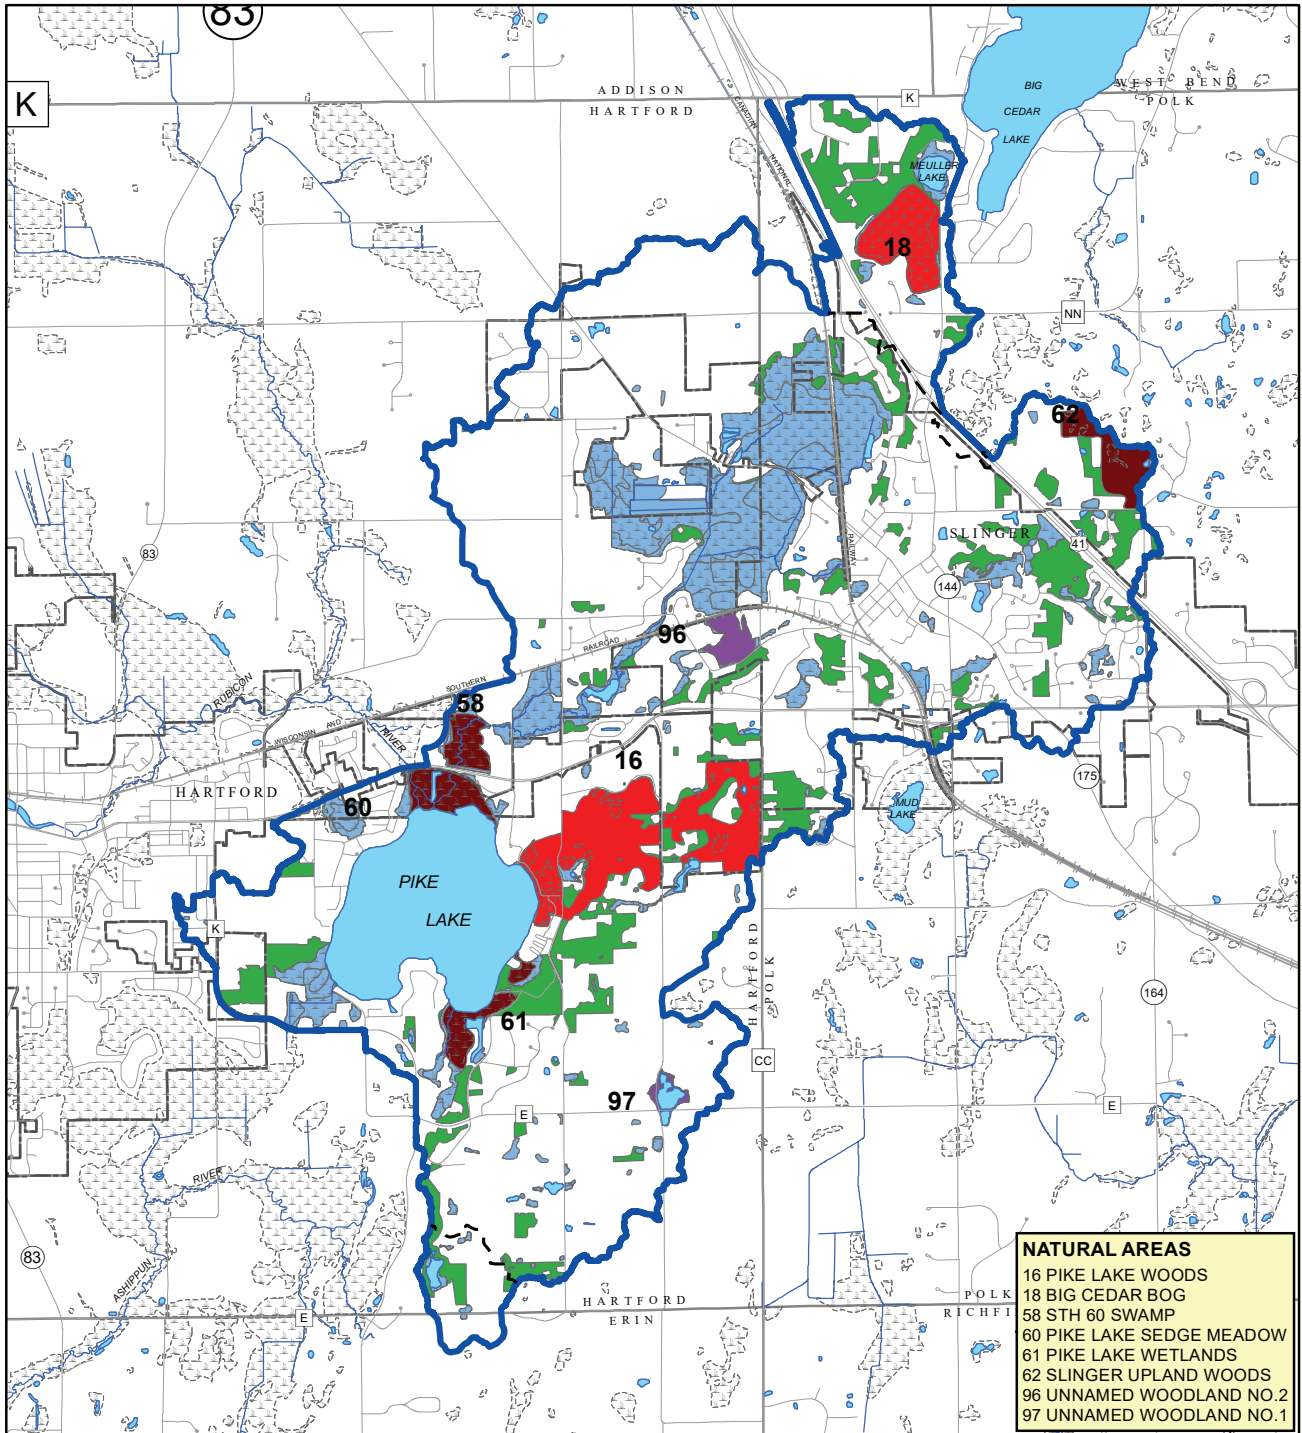 83
K
ADDISON
HARTFORD
K
BIG
CEDAR
LAKE
WEST BEND
POLK
CANADIAN
NATIONAL
MEULLER
LAKE
18
NN
62
83
SLINGER
41
RAILWAY
144
96
RAILROAD
SOUTHERN
AND
WISCONSIN
RUBICON
RIVER
58
16
HARTFORD
60
175
MUD
LAKE
PIKE
LAKE
K
HARTFORD
POLK
164
61
CC
97
E
E
RIVER
ASHIPPUN
83
E
HARTFORD
ERIN
POLK
RICHFI
NATURAL AREAS
16 PIKE LAKE WOODS
18 BIG CEDAR BOG
58 STH 60 SWAMP
60 PIKE LAKE SEDGE MEADOW
61 PIKE LAKE WETLANDS
62 SLINGER UPLAND WOODS
96 UNNAMED WOODLAND NO.2
97 UNNAMED WOODLAND NO.1